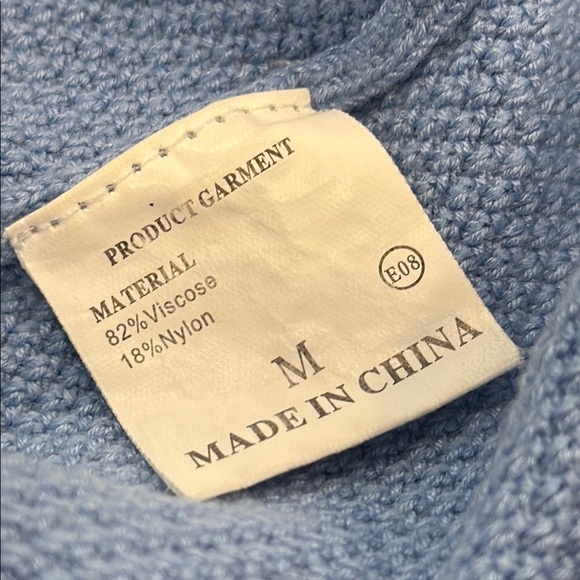 PRODUCT GARMENT
MATERIAL
82%Viscose
18%Nylon
E08
M
MADE IN CHINA